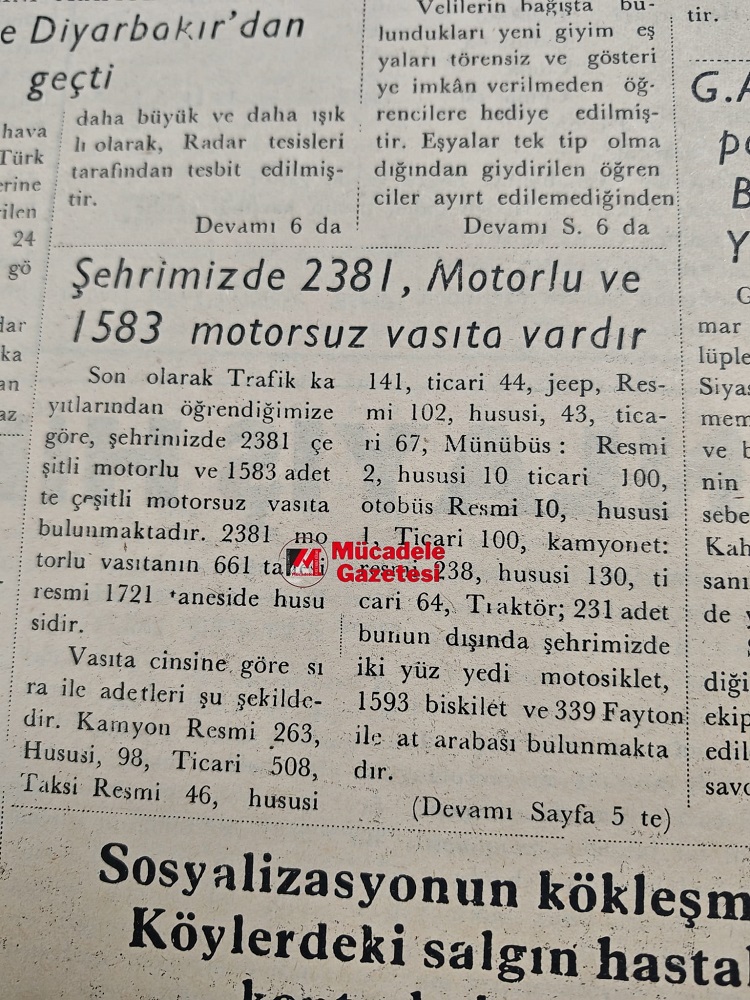 e Diyarbakır'dan
geçti
hava
Türk
erine
ilen
24
gö
dar
ka
an
az
daha büyük ve daha ışık
lı olarak, Radar tesisleri
tarafından tesbit edilmiş-
tir.
Devamı 6 da
Velilerin bağışta bu-
lundukları yeni giyim eş
yaları törensiz ve gösteri
ye imkân verilmeden öğ-
rencilere hediye edilmiş-
tir. Eşyalar tek tip olma
dığından giydirilen öğren
ciler ayırt edilemediğinden
Devamı S. 6 da
Şehrimizde 2381, Motorlu ve
1583 motorsuz vasıta vardır
Son olarak Trafik ka
yıtlarından öğrendiğimize
göre, şehrimizde 2381 çe
şitli motorlu ve 1583 adet
te çeşitli motorsuz vasıta
bulunmaktadır. 2381 mo
torlu vasıtanın 661
resmi 1721 taneside husu
sidir.
Vasıta cinsine göre sı
ra ile adetleri şu şekilde-
dir. Kamyon Resmi 263,
Hususi, 98, Ticari 508,
Taksi Resmi 46, hususi
141, ticari 44, jeep, Res-
mi 102, hususi, 43, tica-
ri 67, Münübüs : Resmi
2, hususi 10 ticari 100,
otobüs Resmi I0, hususi
1, Ticari 100, kamyonet:
resmi 238, hususi 130, ti
cari 64, Traktör; 231 adet
bunun dışında şehrimizde
iki yüz yedi motosiklet,
1593 biskilet ve 339 Fayton
ile at arabası bulunmakta
dır.
(Devamı Sayfa 5 te)
Mücadele
Gazetesi
tir.
G.A
B
Y
mar
lüple
Siyas
mem
ve b
nin
sebe
Kah
sanı
de y
diği
ekip
edil
savc
Sosyalizasyonun kökleşm
Köylerdeki salgın hastal